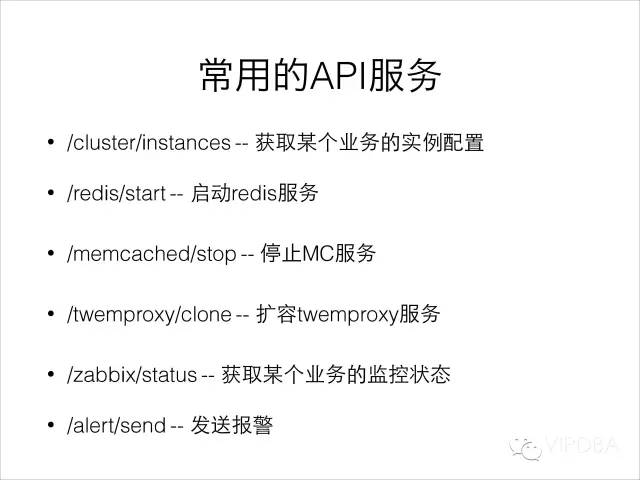 常用的API服务
• /cluster/instances -- 获取某个业务的实例配置
• /redis/start -- 启动redis服务
• /memcached/stop -- 停止MC服务
• /twemproxy/clone -- 扩容twemproxy服务
• /zabbix/status -- 获取某个业务的监控状态
• /alert/send -- 发送报警
VIPDBA